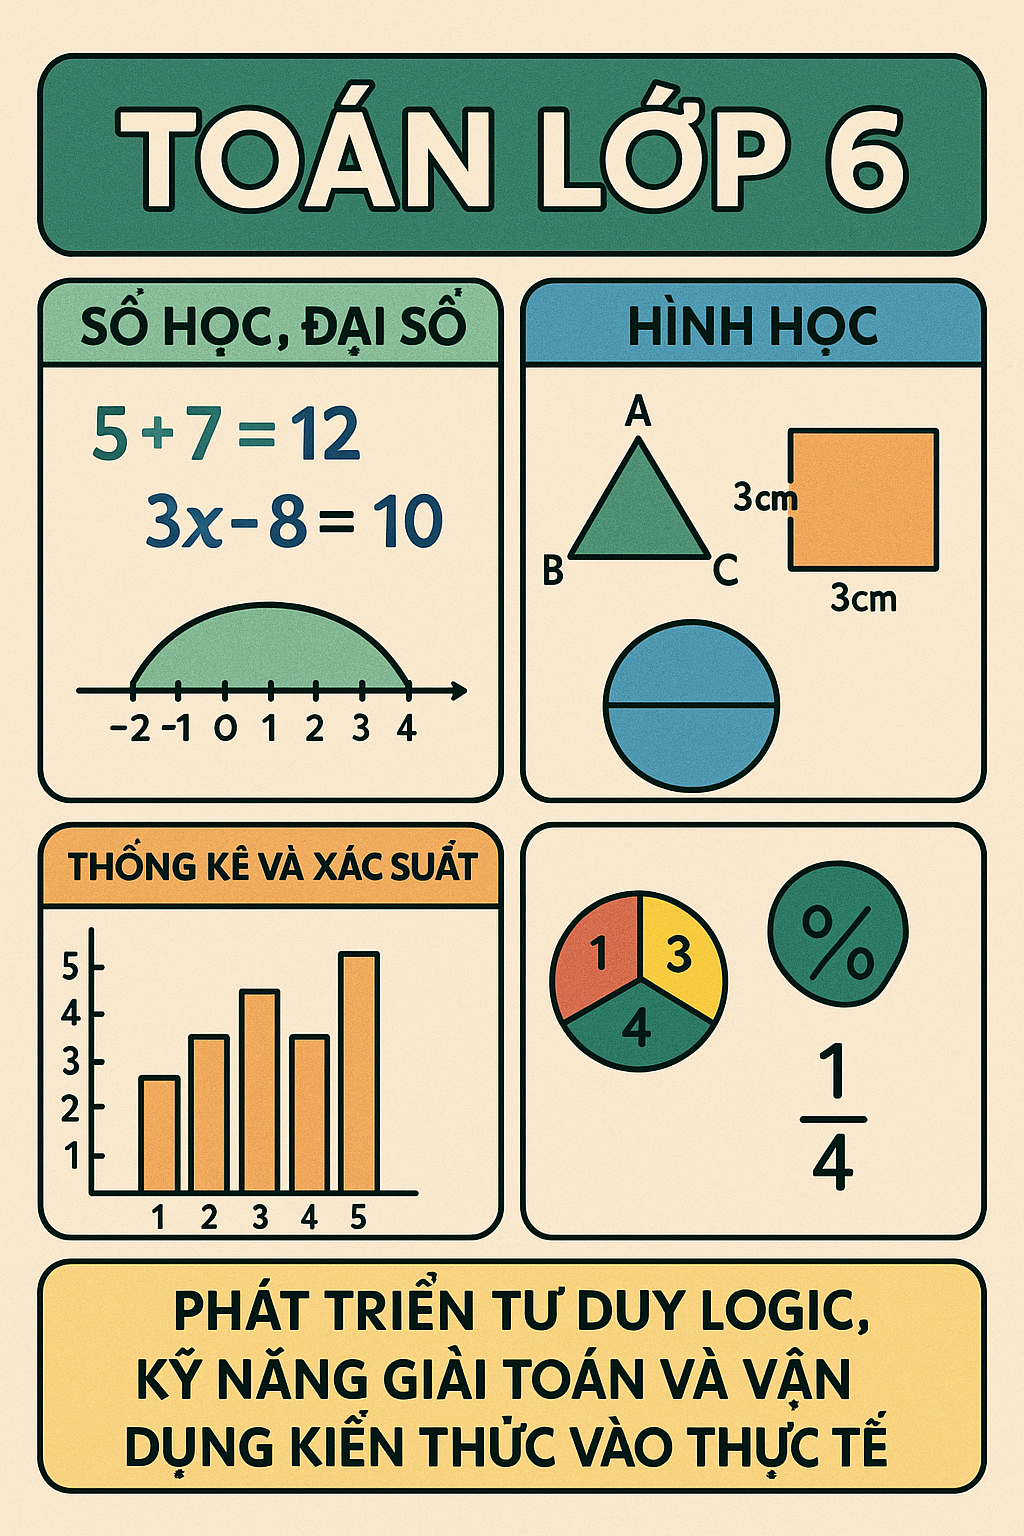 TOÁN LỚP 6
SỐ HỌC, ĐẠI SỐ
5 + 7 = 12
3x - 8 = 10
-2 -1 0 1 2 3 4
HÌNH HỌC
A
B
C
3cm
3cm
THỐNG KÊ VÀ XÁC SUẤT
5
4
3
2
1
1 2 3 4 5
1
3
4
%
1
4
PHÁT TRIỂN TƯ DUY LOGIC,
KỸ NĂNG GIẢI TOÁN VÀ VẬN
DỤNG KIẾN THỨC VÀO THỰC TẾ